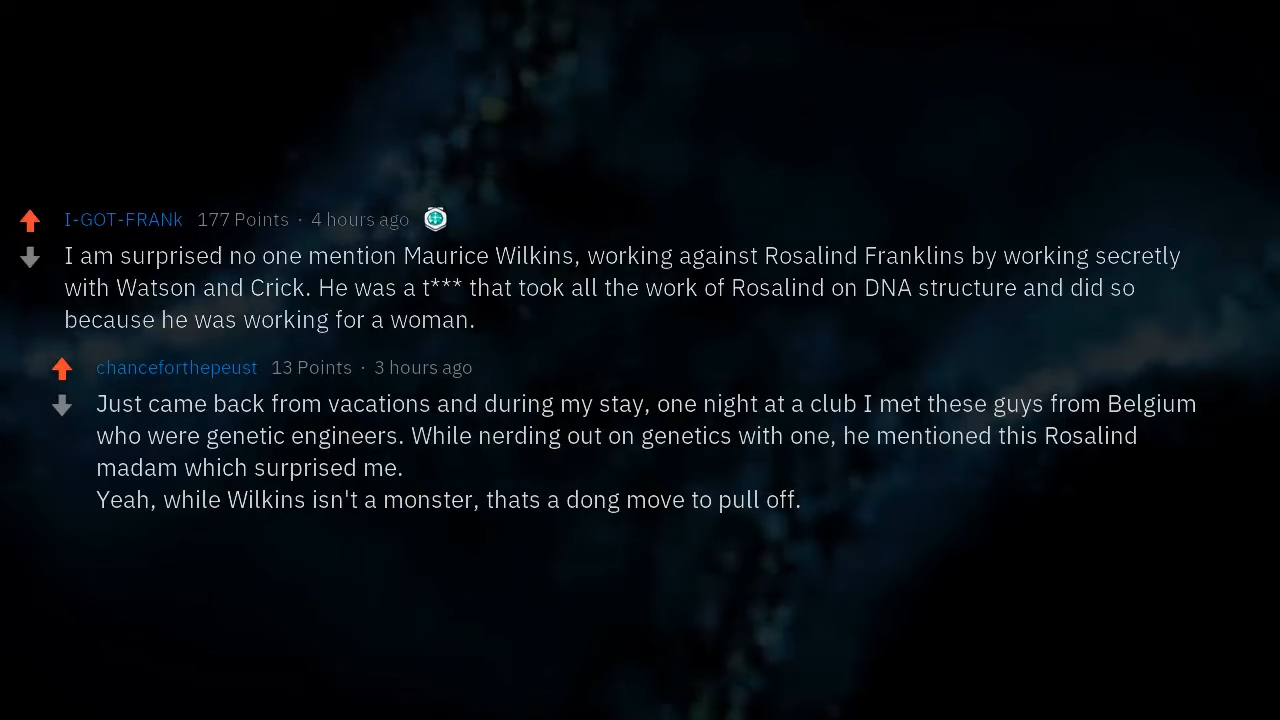 I-GOT-FRANk 177 Points · 4 hours ago
I am surprised no one mention Maurice Wilkins, working against Rosalind Franklins by working secretly
with Watson and Crick. He was a t*** that took all the work of Rosalind on DNA structure and did so
because he was working for a woman.
chanceforthepeust 13 Points · 3 hours ago
Just came back from vacations and during my stay, one night at a club I met these guys from Belgium
who were genetic engineers. While nerding out on genetics with one, he mentioned this Rosalind
madam which surprised me.
Yeah, while Wilkins isn't a monster, thats a dong move to pull off.